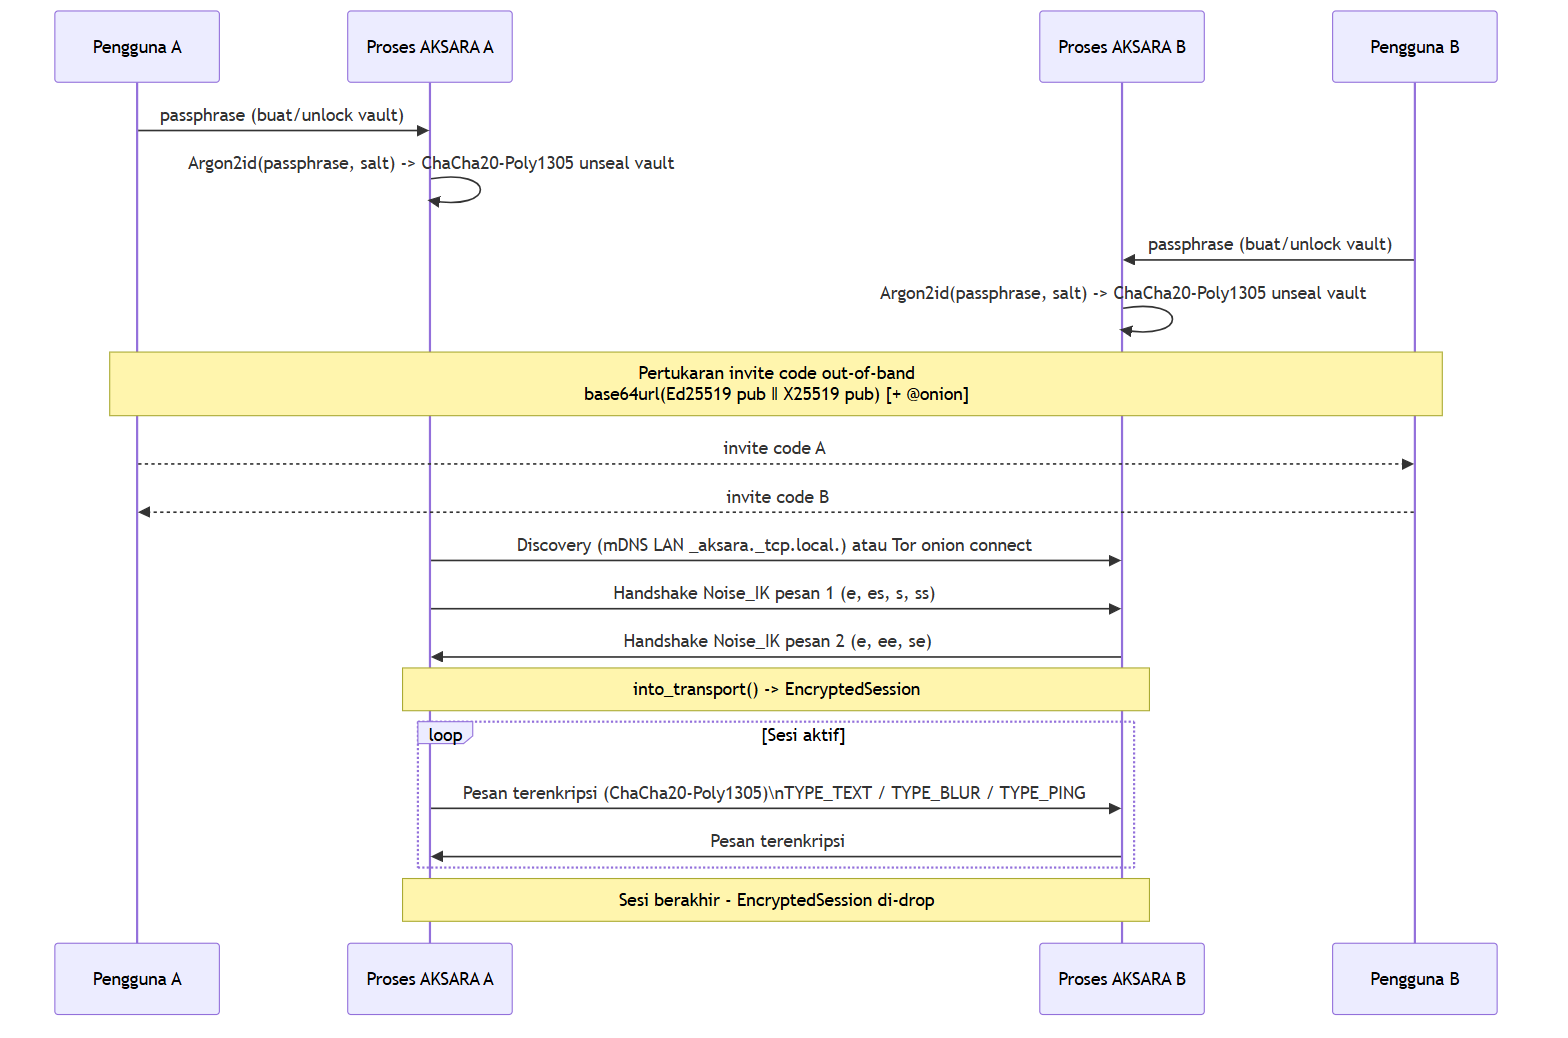 Pengguna A
Proses AKSARA A
Proses AKSARA B
Pengguna B
passphrase (buat/unlock vault)
Argon2id(passphrase, salt) -> ChaCha20-Poly1305 unseal vault
passphrase (buat/unlock vault)
Argon2id(passphrase, salt) -> ChaCha20-Poly1305 unseal vault
Pertukaran invite code out-of-band
base64url(Ed25519 pub ‖ X25519 pub) [+ @onion]
invite code A
invite code B
Discovery (mDNS LAN _aksara._tcp.local.) atau Tor onion connect
Handshake Noise_IK pesan 1 (e, es, s, ss)
Handshake Noise_IK pesan 2 (e, ee, se)
into_transport() -> EncryptedSession
loop
[Sesi aktif]
Pesan terenkripsi (ChaCha20-Poly1305)\nTYPE_TEXT / TYPE_BLUR / TYPE_PING
Pesan terenkripsi
Sesi berakhir - EncryptedSession di-drop
Pengguna A
Proses AKSARA A
Proses AKSARA B
Pengguna B